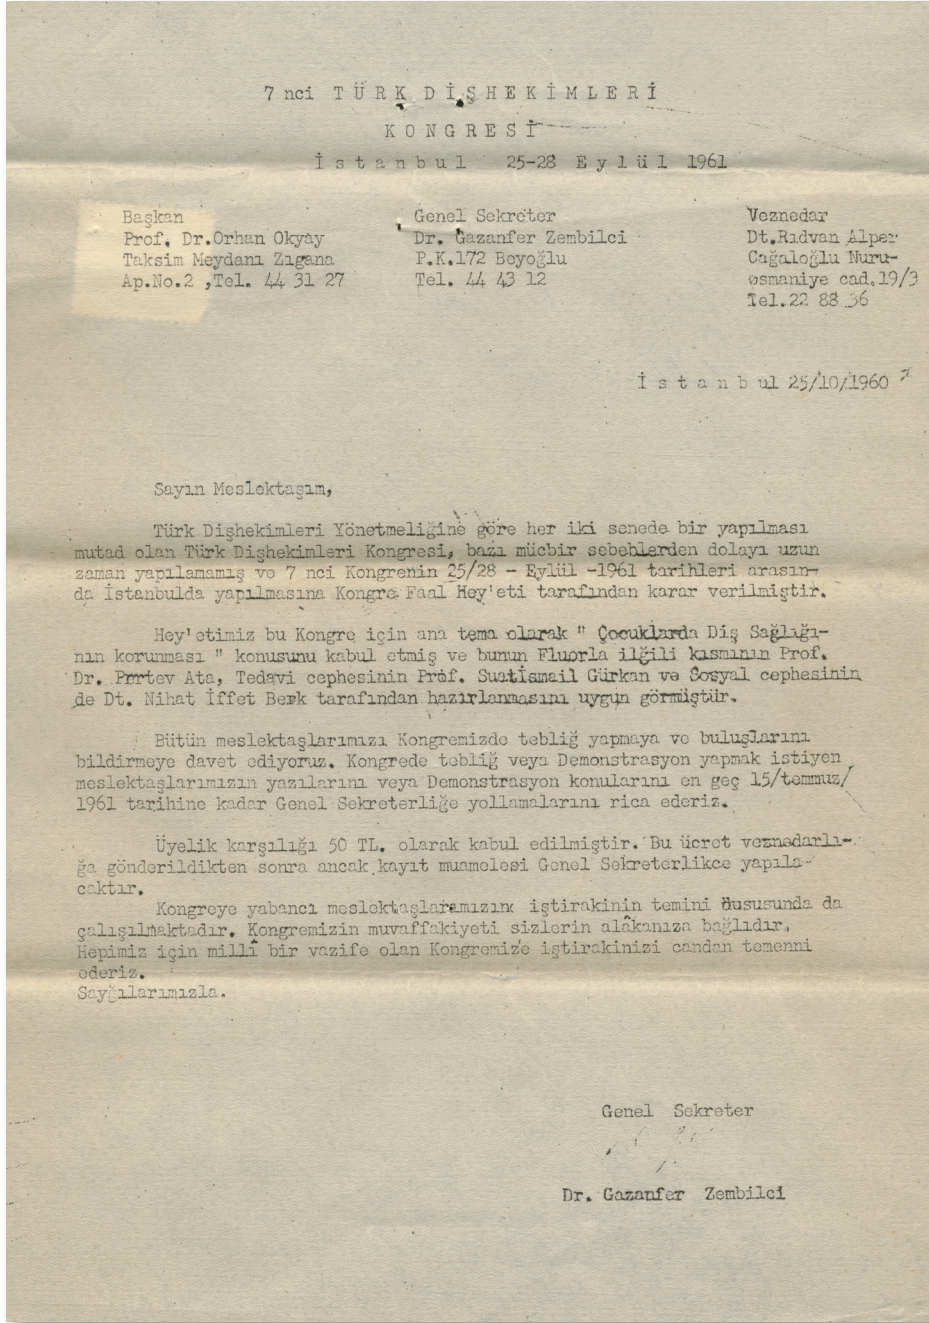 7 nci TÜRK DİŞHEKİMLERİ
KONGRESİ
İstanbul 25-28 Eylül 1961
Başkan
Prof. Dr.Orhan Okyay
Taksim Meydanı Zıgana
Ap.No.2 ,Tel. 44 31 27
Genel Sekreter
Dr. Gazanfer Zembilci
P.K.172 Beyoğlu
Tel. 44 43 12
Veznedar
Dt.Rıdvan Alper
Cağaloğlu Nuru-
osmaniye cad.19/3
Tel.22 88 36
İstanbul 25/10/1960
Sayın Meslektaşım,
Türk Dişhekimleri Yönetmeliğine göre her iki senede bir yapılması
mutad olan Türk Dişhekimleri Kongresi, bazı mücbir sebeblerden dolayı uzun
zaman yapılamamış ve 7 nci Kongrenin 25/28 - Eylül -1961 tarihleri arasın-
da İstanbulda yapılmasına Kongre Faal Hey'eti tarafından karar verilmiştir.
Hey'etimiz bu Kongre için ana tema olarak " Çocuklarda Diş Sağlığı-
nın korunması " konusunu kabul etmiş ve bunun Fluorla ilğili kısmının Prof.
Dr. Pertev Ata, Tedavi cephesinin Prof. Suatİsmail Gürkan ve Sosyal cephesinin
de Dt. Nihat İffet Berk tarafından hazırlanmasını uygun görmüştür.
Bütün meslektaşlarımızı Kongremizde tebliğ yapmaya ve buluşlarını
bildirmeye davet ediyoruz. Kongrede tebliğ veya Demonstrasyon yapmak istiyen
meslektaşlarımızın yazılarını veya Demonstrasyon konularını en geç 15/temmuz/
1961 tarihine kadar Genel Sekreterliğe yollamalarını rica ederiz.
Üyelik karşılığı 50 TL. olarak kabul edilmiştir. Bu ücret veznedarlı-
ğa gönderildikten sonra ancak kayıt muamelesi Genel Sekreterlikce yapıla-
caktır.
Kongreye yabancı meslektaşlarımızın iştirakinin temini hususunda da
çalışılmaktadır. Kongremizin muvaffakiyeti sizlerin alâkanıza bağlıdır.
Hepimiz için millî bir vazife olan Kongremize iştirakinizi candan temenni
ederiz.
Sayğılarımızla.
Genel Sekreter
Dr. Gazanfer Zembilci